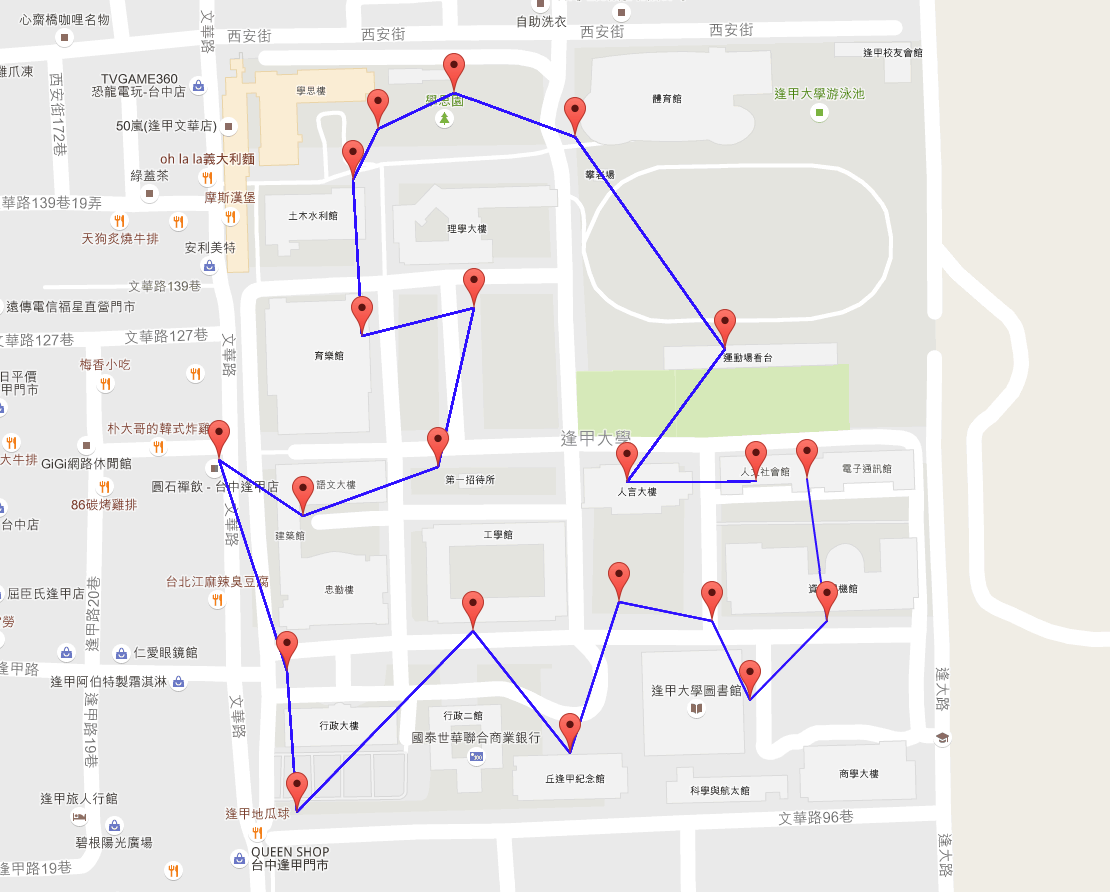 心齋橋咖哩名物
自助洗衣
西安街
西安街
西安街
西安街
文華路
逢甲校友會館
雞爪凍
西安街172巷
TVGAME360
恐龍電玩-台中店
學思樓
學思園
體育館
逢甲大學游泳池
50嵐(逢甲文華店)
oh la la義大利麵
攀岩場
綠蓋茶
華路139巷19弄
摩斯漢堡
土木水利館
理學大樓
天狗炙燒牛排
安利美特
文華路139巷
遠傳電信福星直營門市
文華路127巷
文華路127巷
文華路
育樂館
運動場看台
梅香小吃
日平價
甲門市
朴大哥的韓式炸雞
逢甲大學
大牛排
GiGi網路休閒館
圓石禪飲 - 台中逢甲店
語文大樓
第一招待所
人言大樓
人文社會館
電子通訊館
86碳烤雞排
台中店
文華路
建築館
工學館
台北江麻辣臭豆腐
忠勤樓
資電機館
屈臣氏逢甲店
逢甲路20巷
仁愛眼鏡館
逢甲路
逢甲阿伯特製霜淇淋
逢甲路19巷
文華路
行政大樓
行政二館
國泰世華聯合商業銀行
逢甲大學圖書館
逢大路
丘逢甲紀念館
科學與航太館
商學大樓
逢甲旅人行館
逢甲地瓜球
碧根陽光廣場
QUEEN SHOP
台中逢甲門市
文華路96巷
逢大路
逢甲路19巷